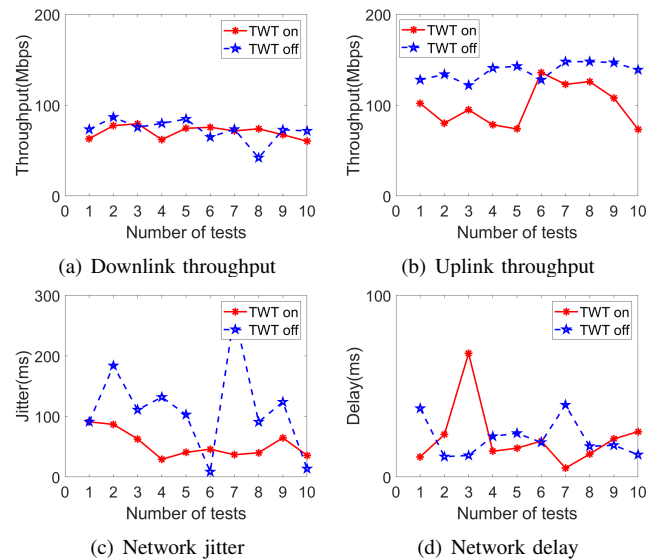 200
100
0
Throughput(Mbps)
TWT on
TWT off
0 1 2 3 4 5 6 7 8 9 10
Number of tests
(a) Downlink throughput
200
100
0
Throughput(Mbps)
TWT on
TWT off
0 1 2 3 4 5 6 7 8 9 10
Number of tests
(b) Uplink throughput
300
200
100
0
Jitter(ms)
TWT on
TWT off
0 1 2 3 4 5 6 7 8 9 10
Number of tests
(c) Network jitter
100
0
Delay(ms)
TWT on
TWT off
0 1 2 3 4 5 6 7 8 9 10
Number of tests
(d) Network delay